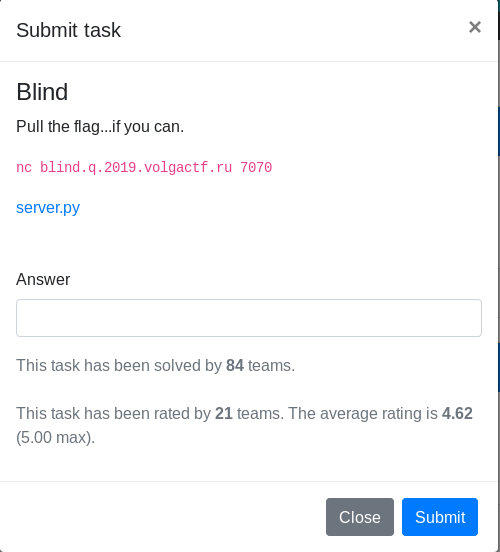 Submit task
×
Blind
Pull the flag...if you can.
nc blind.q.2019.volgactf.ru 7070
server.py
Answer
This task has been solved by 84 teams.
This task has been rated by 21 teams. The average rating is 4.62
(5.00 max).
Close Submit